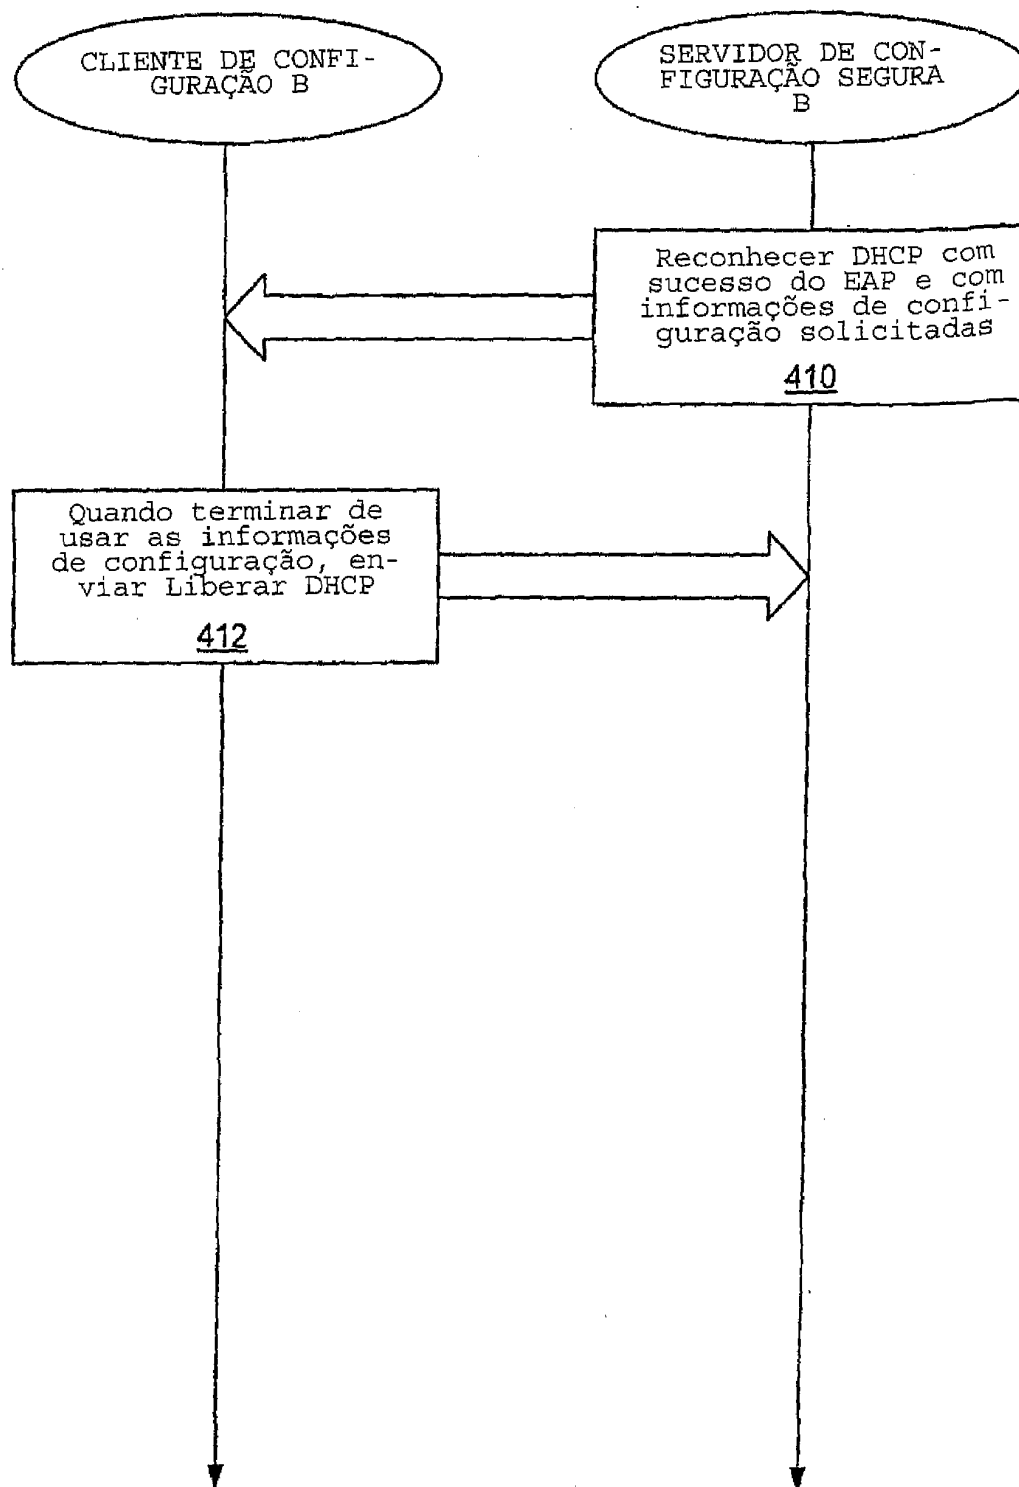 CLIENTE DE CONFI-
GURAÇÃO B
SERVIDOR DE CON-
FIGURAÇÃO SEGURA
B
Reconhecer DHCP com
sucesso do EAP e com
informações de confi-
guração solicitadas
410
Quando terminar de
usar as informações
de configuração, en-
viar Liberar DHCP
412